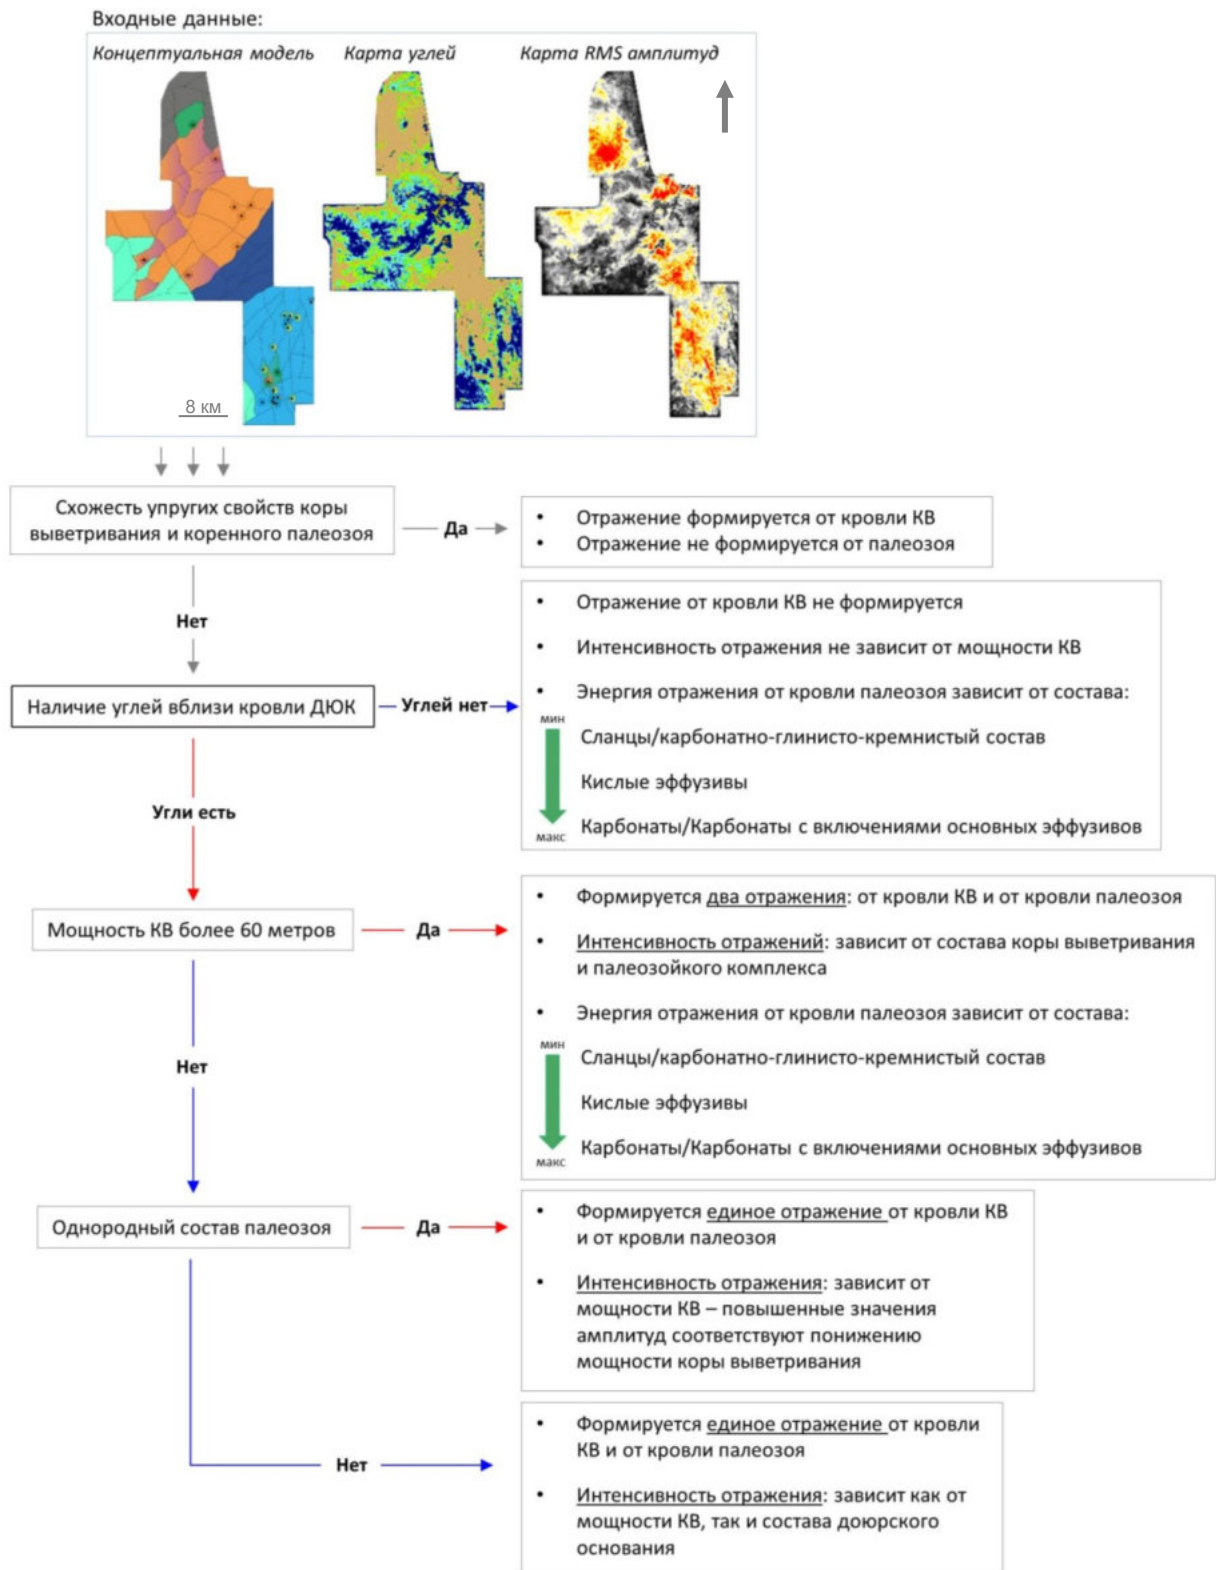 Входные данные:
Концептуальная модель
Карта углей
Карта RMS амплитуд
8 км
Схожесть упругих свойств коры
выветривания и коренного палеозоя
Да
• Отражение формируется от кровли КВ
• Отражение не формируется от палеозоя
Нет
• Отражение от кровли КВ не формируется
• Интенсивность отражения не зависит от мощности КВ
• Энергия отражения от кровли палеозоя зависит от состава:
мин
Сланцы/карбонатно-глинисто-кремнистый состав
Кислые эффузивы
Карбонаты/Карбонаты с включениями основных эффузивов
макс
Наличие углей вблизи кровли ДЮК
Углей нет
Угли есть
Мощность КВ более 60 метров
Да
• Формируется два отражения: от кровли КВ и от кровли палеозоя
• Интенсивность отражений: зависит от состава коры выветривания
и палеозойкого комплекса
• Энергия отражения от кровли палеозоя зависит от состава:
мин
Сланцы/карбонатно-глинисто-кремнистый состав
Кислые эффузивы
Карбонаты/Карбонаты с включениями основных эффузивов
макс
Нет
Однородный состав палеозоя
Да
• Формируется единое отражение от кровли КВ
и от кровли палеозоя
• Интенсивность отражения: зависит от
мощности КВ – повышенные значения
амплитуд соответствуют понижению
мощности коры выветривания
Нет
• Формируется единое отражение от кровли
КВ и от кровли палеозоя
• Интенсивность отражения: зависит как от
мощности КВ, так и состава доюрского
основания